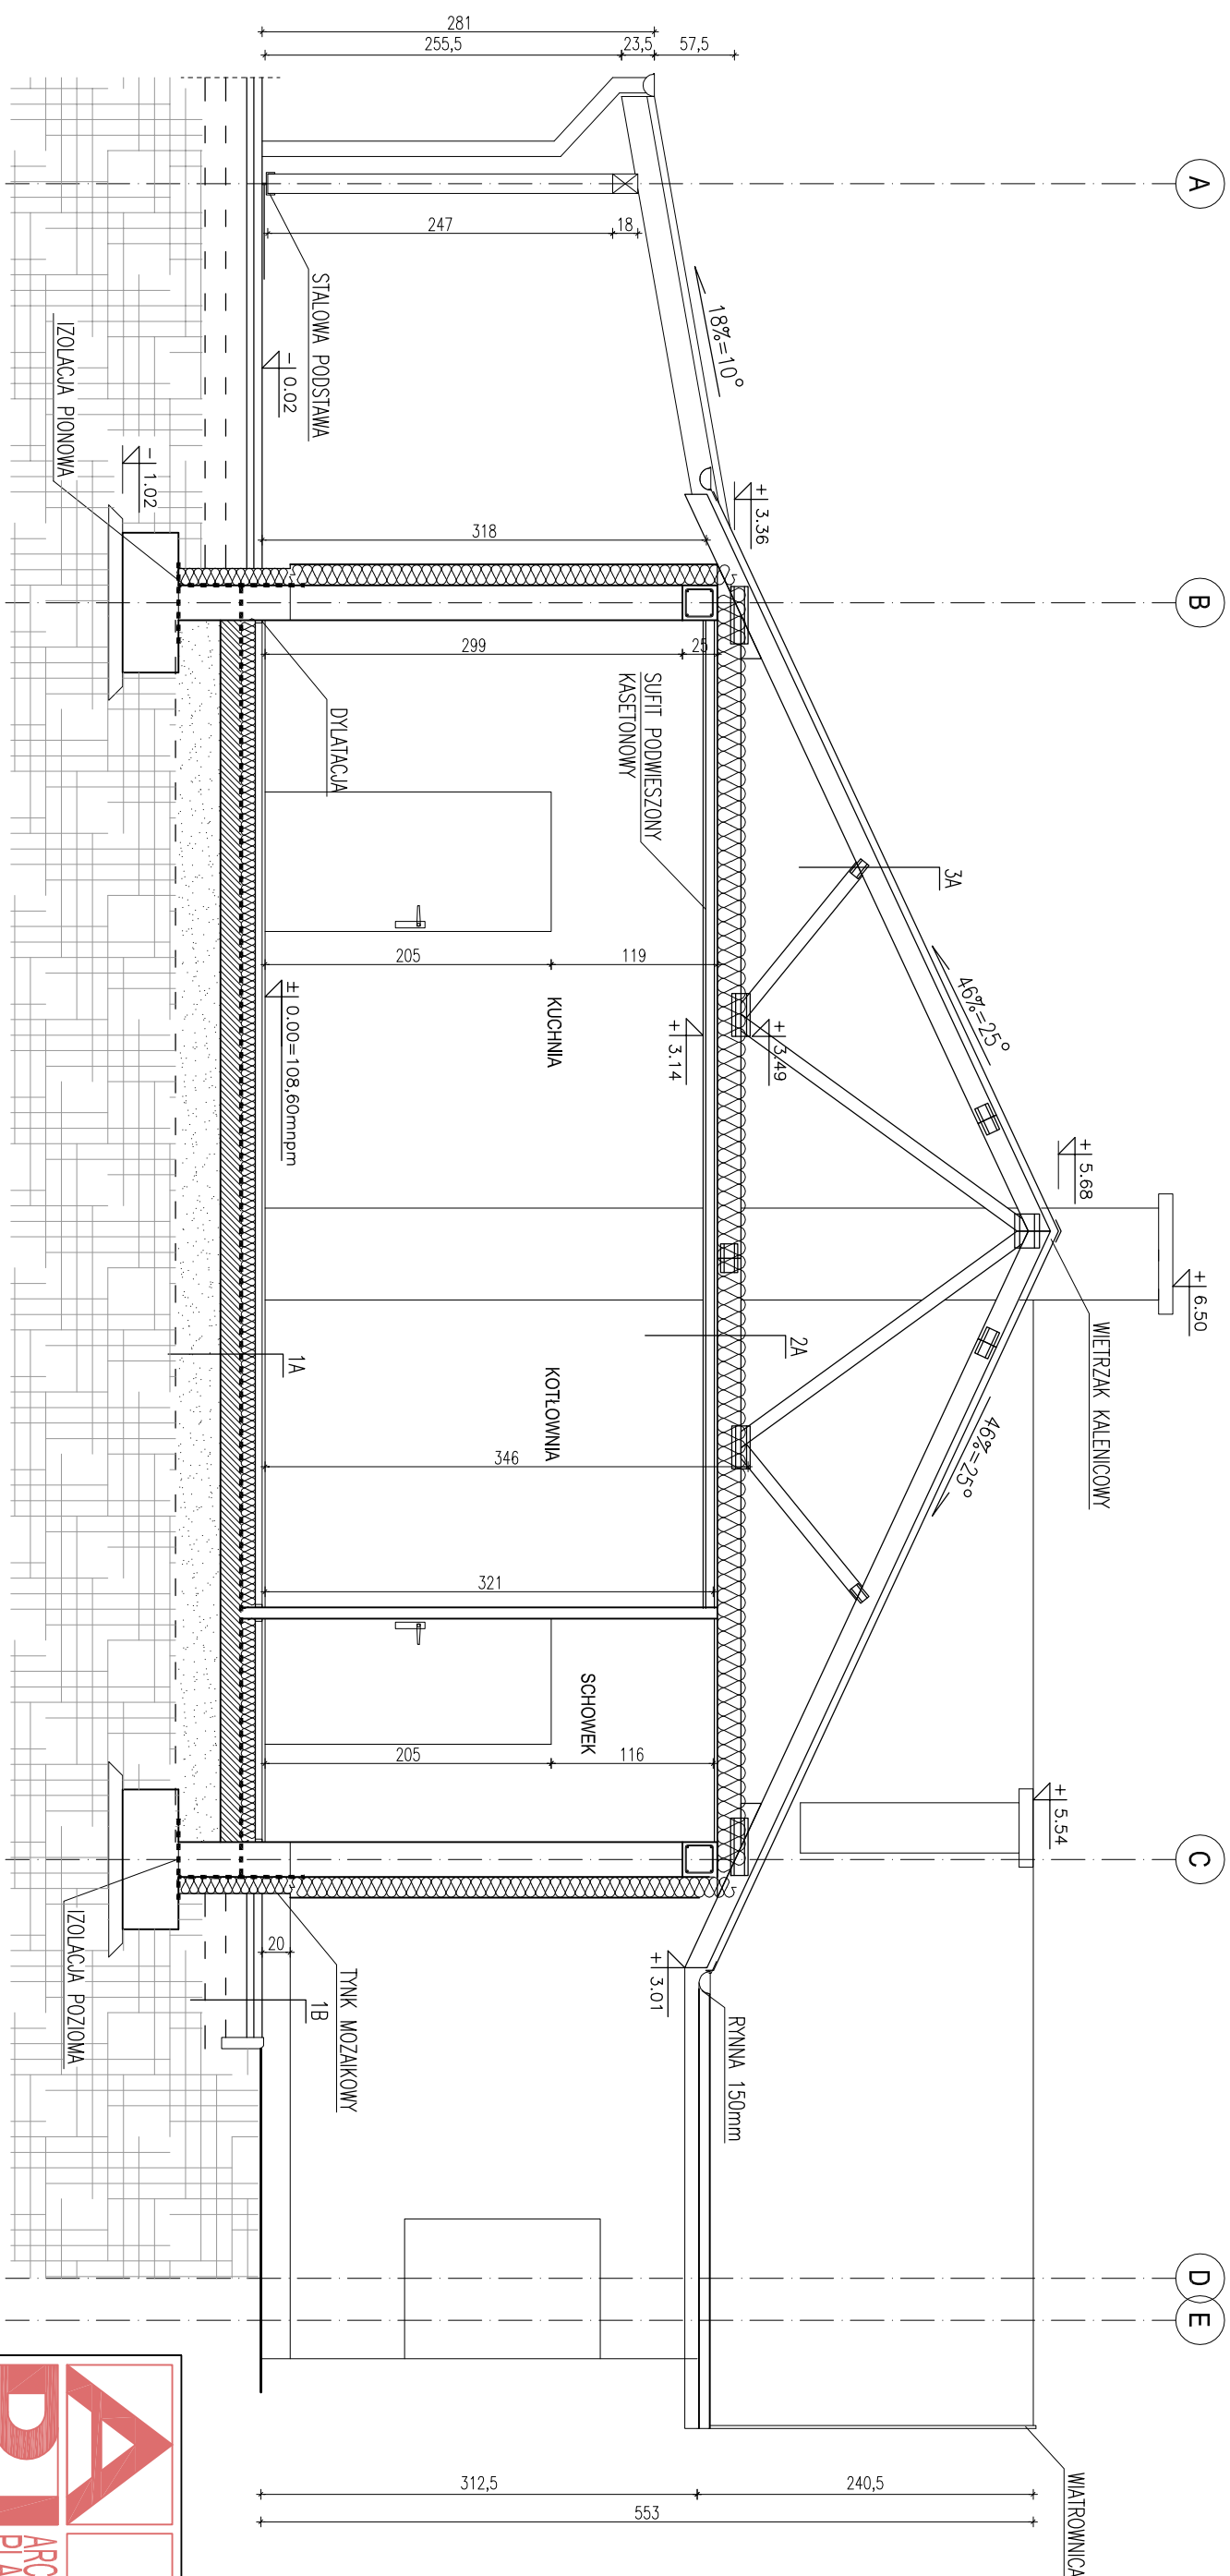 A
B
C
D
E
281
255,5
23,5
57,5
247
18
STALOWA PODSTAWA
18%=10°
- 0.02
IZOLACJA PIONOWA
- 1.02
+ 3.36
318
299
25
DYLATACJA
SUFIT PODWIESZONY
KASETONOWY
3A
46%=25°
205
119
KUCHNIA
± 0.00=108,60mnpm
+ 3.14
+ 3.49
+ 5.68
+ 6.50
WIETRZAK KALENICOWY
1A
2A
KOTŁOWNIA
346
46%=25°
321
SCHOWEK
205
116
+ 5.54
IZOLACJA POZIOMA
20
1B
TYNK MOZAIKOWY
+ 3.01
RYNNA 150mm
312,5
240,5
553
WIATROWNICA
A
ARC
PLA